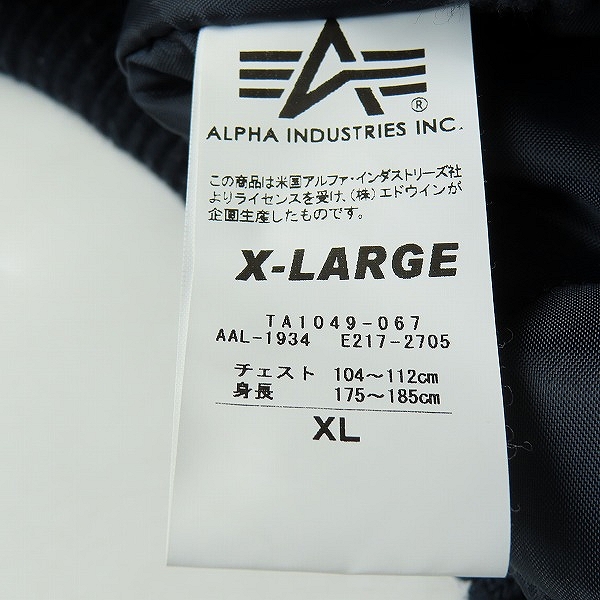 ®
ALPHA INDUSTRIES INC.
この商品は米国アルファ・インダストリーズ社
よりライセンスを受け、(株)エドウインが
企画生産したものです。
X-LARGE
TA1049-067
AAL-1934 E217-2705
チェスト 104～112cm
身長 175～185cm
XL